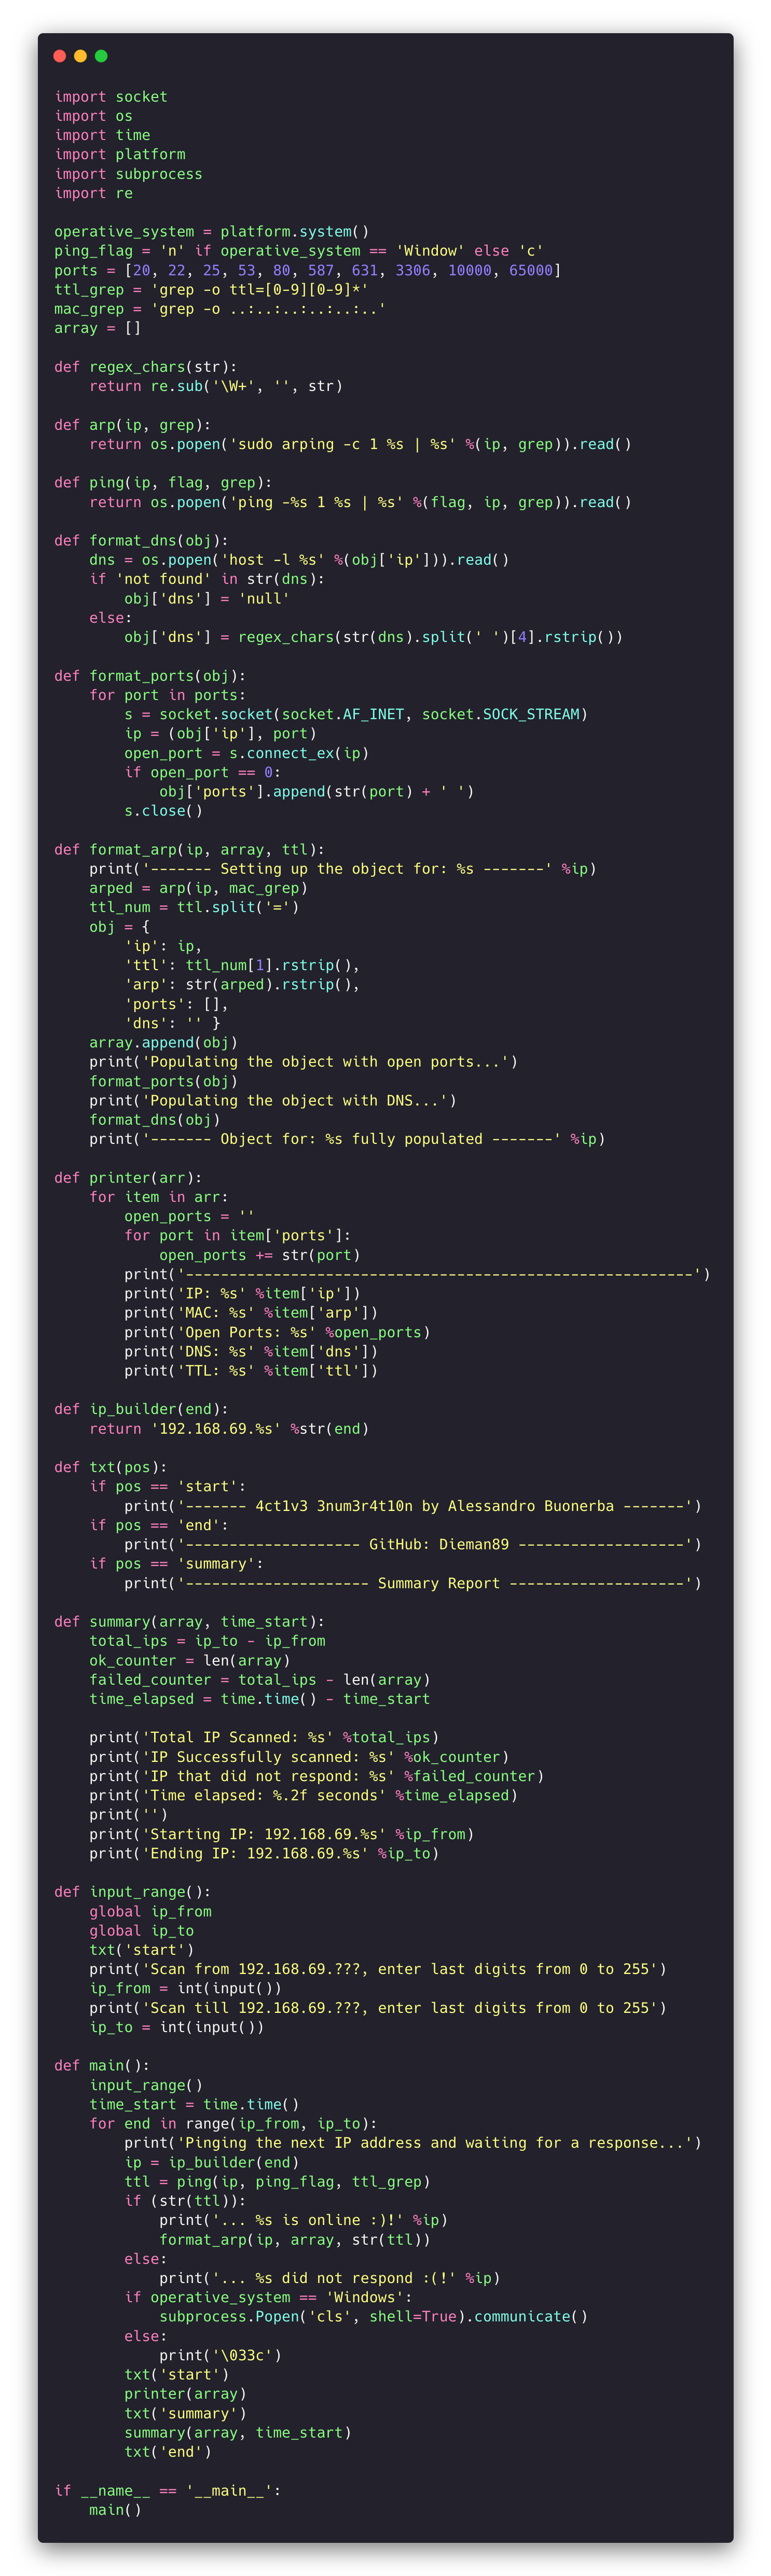 import socket
import os
import time
import platform
import subprocess
import re

operative_system = platform.system()
ping_flag = 'n' if operative_system == 'Window' else 'c'
ports = [20, 22, 25, 53, 80, 587, 631, 3306, 10000, 65000]
ttl_grep = 'grep -o ttl=[0-9][0-9]*'
mac_grep = 'grep -o ..:..:..:..:..:..'
array = []

def regex_chars(str):
    return re.sub('\W+', '', str)

def arp(ip, grep):
    return os.popen('sudo arping -c 1 %s | %s' %(ip, grep)).read()

def ping(ip, flag, grep):
    return os.popen('ping -%s 1 %s | %s' %(flag, ip, grep)).read()

def format_dns(obj):
    dns = os.popen('host -l %s' %(obj['ip'])).read()
    if 'not found' in str(dns):
        obj['dns'] = 'null'
    else:
        obj['dns'] = regex_chars(str(dns).split(' ')[4].rstrip())

def format_ports(obj):
    for port in ports:
        s = socket.socket(socket.AF_INET, socket.SOCK_STREAM)
        ip = (obj['ip'], port)
        open_port = s.connect_ex(ip)
        if open_port == 0:
            obj['ports'].append(str(port) + ' ')
        s.close()

def format_arp(ip, array, ttl):
    print('------- Setting up the object for: %s -------' %ip)
    arped = arp(ip, mac_grep)
    ttl_num = ttl.split('=')
    obj = {
        'ip': ip,
        'ttl': ttl_num[1].rstrip(),
        'arp': str(arped).rstrip(),
        'ports': [],
        'dns': '' }
    array.append(obj)
    print('Populating the object with open ports...')
    format_ports(obj)
    print('Populating the object with DNS...')
    format_dns(obj)
    print('------- Object for: %s fully populated -------' %ip)

def printer(arr):
    for item in arr:
        open_ports = ''
        for port in item['ports']:
            open_ports += str(port)
        print('----------------------------------------------------------')
        print('IP: %s' %item['ip'])
        print('MAC: %s' %item['arp'])
        print('Open Ports: %s' %open_ports)
        print('DNS: %s' %item['dns'])
        print('TTL: %s' %item['ttl'])

def ip_builder(end):
    return '192.168.69.%s' %str(end)

def txt(pos):
    if pos == 'start':
        print('------- 4ct1v3 3num3r4t10n by Alessandro Buonerba -------')
    if pos == 'end':
        print('-------------------- GitHub: Dieman89 -------------------')
    if pos == 'summary':
        print('--------------------- Summary Report --------------------')

def summary(array, time_start):
    total_ips = ip_to - ip_from
    ok_counter = len(array)
    failed_counter = total_ips - len(array)
    time_elapsed = time.time() - time_start

    print('Total IP Scanned: %s' %total_ips)
    print('IP Successfully scanned: %s' %ok_counter)
    print('IP that did not respond: %s' %failed_counter)
    print('Time elapsed: %.2f seconds' %time_elapsed)
    print('')
    print('Starting IP: 192.168.69.%s' %ip_from)
    print('Ending IP: 192.168.69.%s' %ip_to)

def input_range():
    global ip_from
    global ip_to
    txt('start')
    print('Scan from 192.168.69.???, enter last digits from 0 to 255')
    ip_from = int(input())
    print('Scan till 192.168.69.???, enter last digits from 0 to 255')
    ip_to = int(input())

def main():
    input_range()
    time_start = time.time()
    for end in range(ip_from, ip_to):
        print('Pinging the next IP address and waiting for a response...')
        ip = ip_builder(end)
        ttl = ping(ip, ping_flag, ttl_grep)
        if (str(ttl)):
            print('... %s is online :)!' %ip)
            format_arp(ip, array, str(ttl))
        else:
            print('... %s did not respond :(!' %ip)
        if operative_system == 'Windows':
            subprocess.Popen('cls', shell=True).communicate()
        else:
            print('\033c')
        txt('start')
        printer(array)
        txt('summary')
        summary(array, time_start)
        txt('end')

if __name__ == '__main__':
    main()